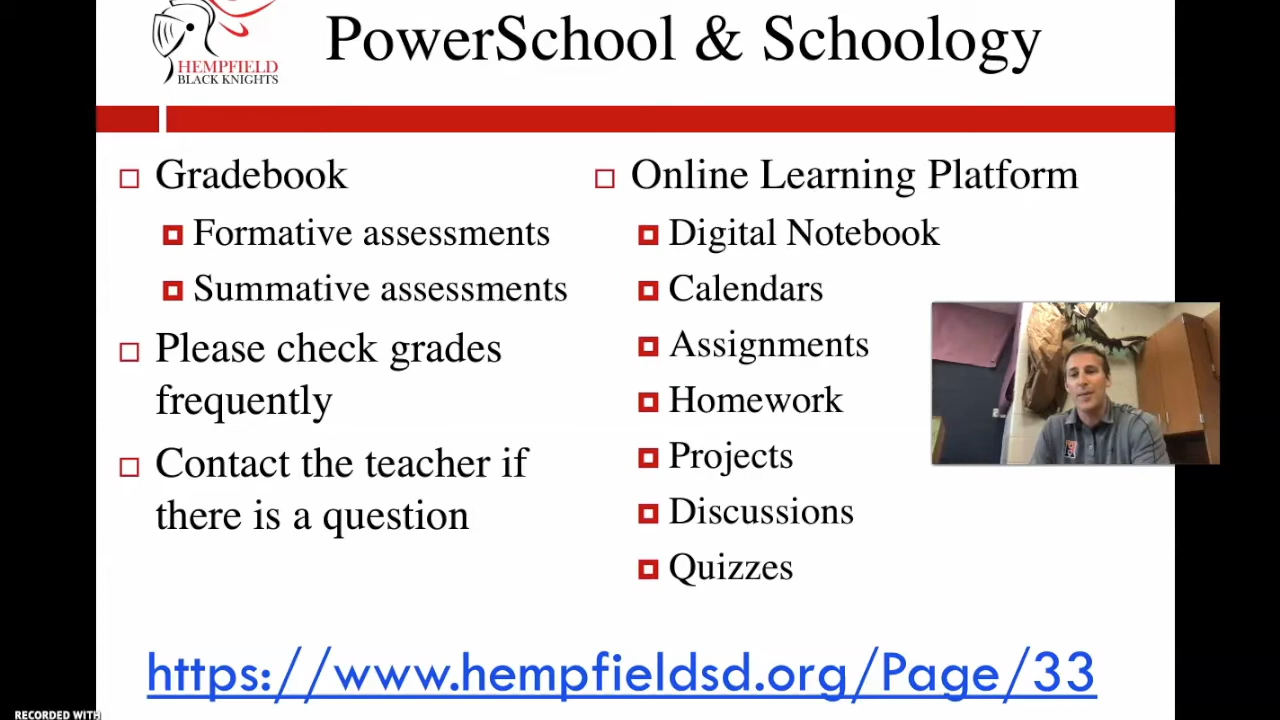 PowerSchool & Schoology
HEMPFIELD
BLACK KNIGHTS
Gradebook
Formative assessments
Summative assessments
Please check grades
frequently
Contact the teacher if
there is a question
Online Learning Platform
Digital Notebook
Calendars
Assignments
Homework
Projects
Discussions
Quizzes
https://www.hempfieldsd.org/Page/33
RECORDED WITH